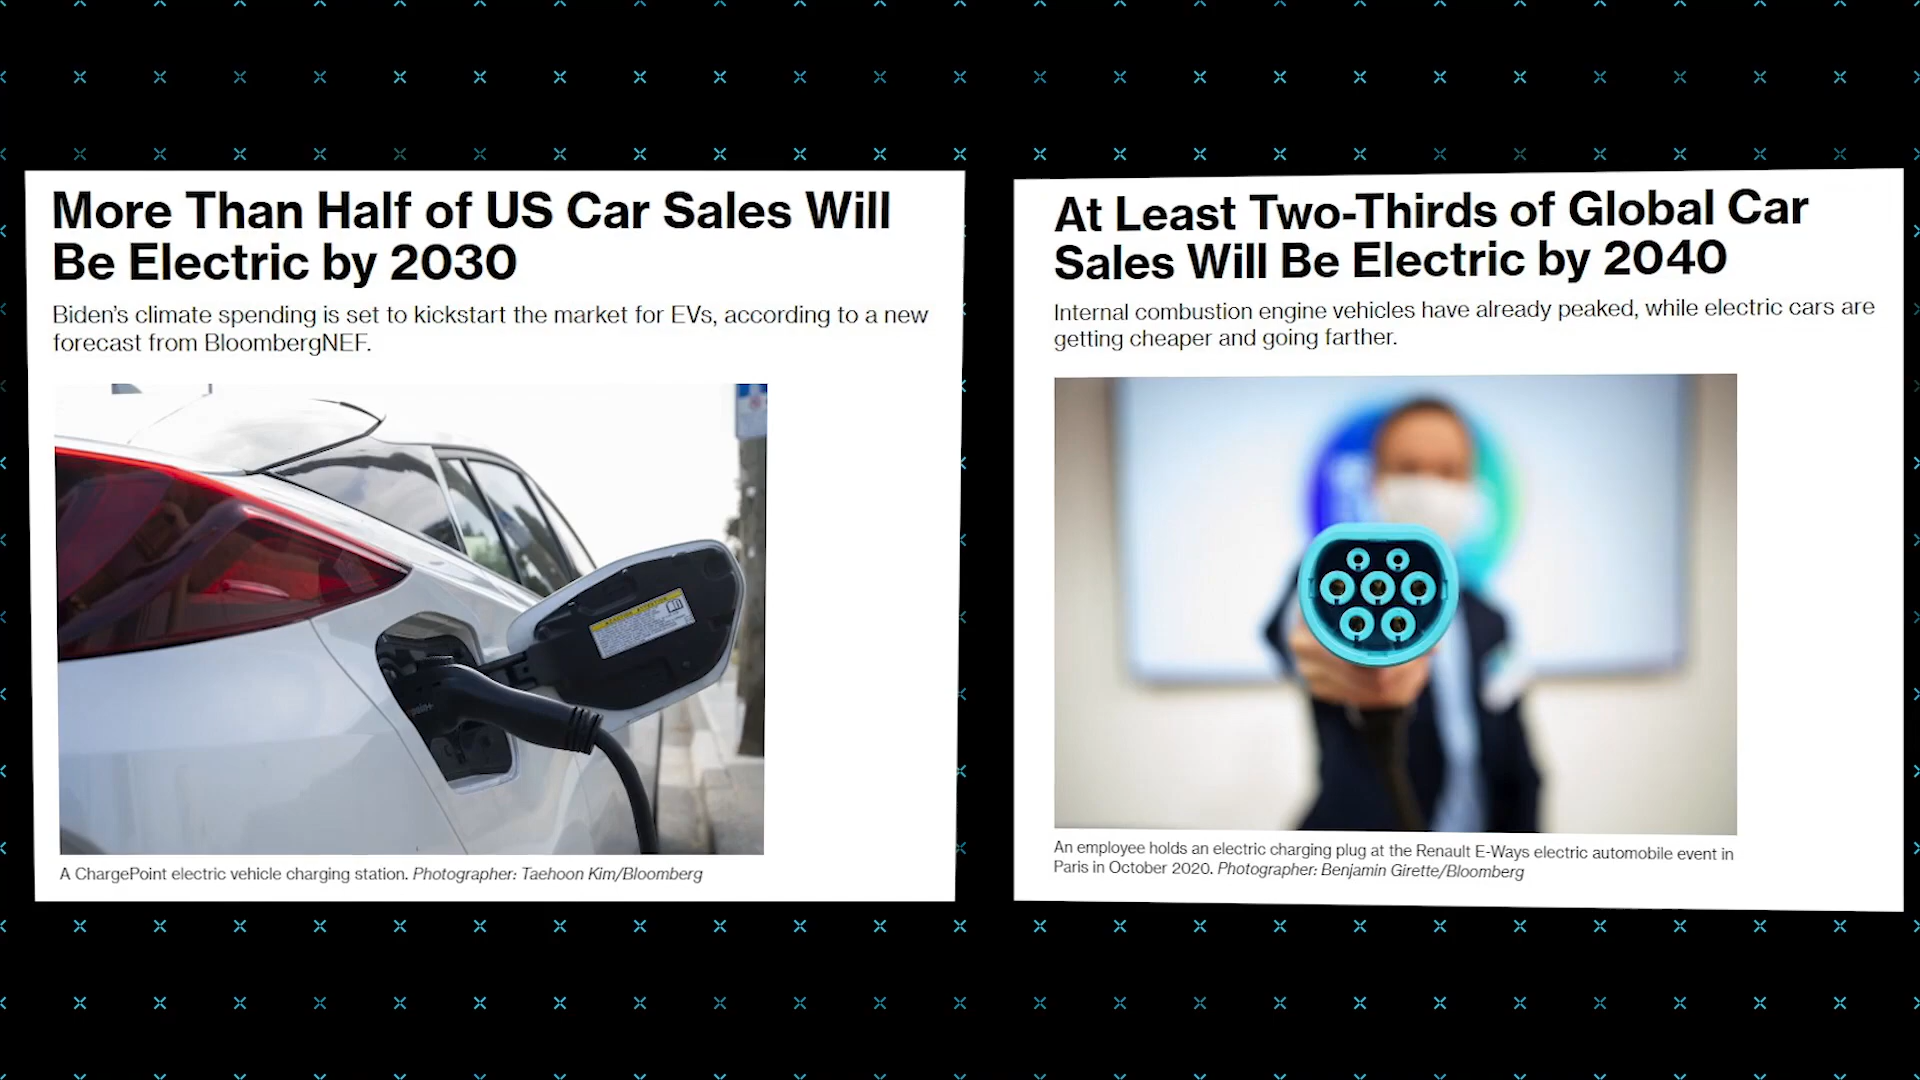 More Than Half of US Car Sales Will
Be Electric by 2030
Biden's climate spending is set to kickstart the market for EVs, according to a new
forecast from BloombergNEF.
A ChargePoint electric vehicle charging station. Photographer: Taehoon Kim/Bloomberg
At Least Two-Thirds of Global Car
Sales Will Be Electric by 2040
Internal combustion engine vehicles have already peaked, while electric cars are
getting cheaper and going farther.
An employee holds an electric charging plug at the Renault E-Ways electric automobile event in
Paris in October 2020. Photographer: Benjamin Girette/Bloomberg